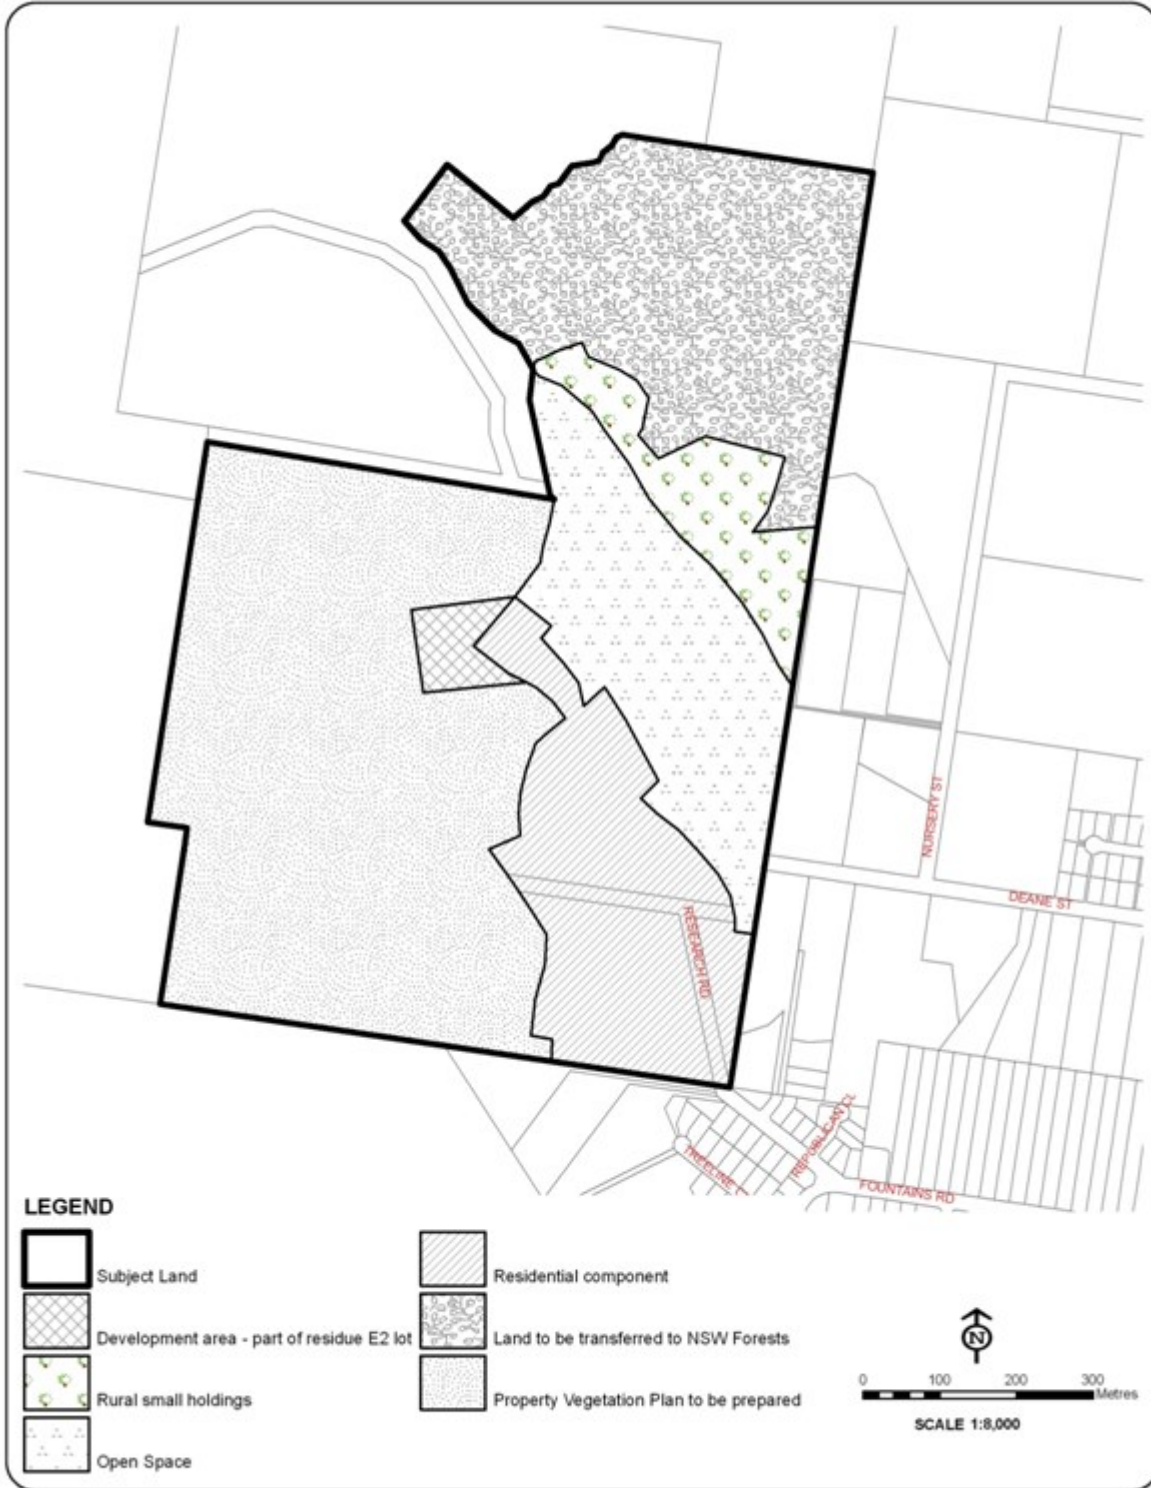 NURSERY ST
DEANE ST
RESEARCH RD
REPUBLICAN CL
TREELINE
FOUNTAINS RD
LEGEND
Subject Land
Residential component
Development area - part of residue E2 lot
Land to be transferred to NSW Forests
Rural small holdings
Property Vegetation Plan to be prepared
Open Space
N
0 100 200 300
Metres
SCALE 1:8,000